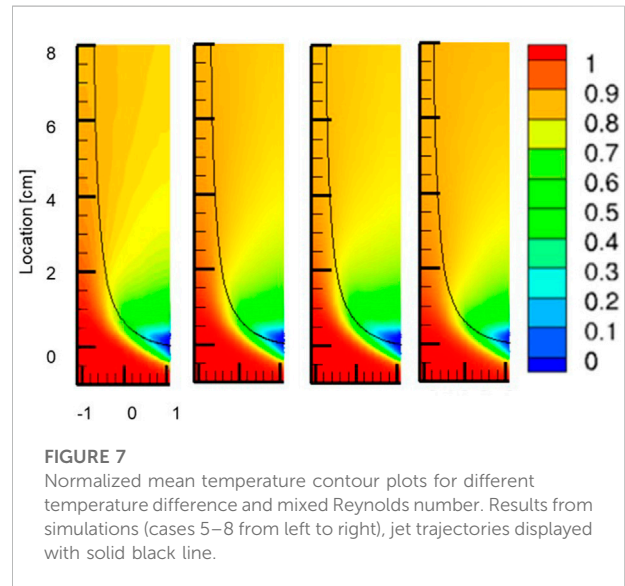 8
6
4
2
0
Location [cm]
-1 0 1
1
0.9
0.8
0.7
0.6
0.5
0.4
0.3
0.2
0.1
0
FIGURE 7
Normalized mean temperature contour plots for different
temperature difference and mixed Reynolds number. Results from
simulations (cases 5–8 from left to right), jet trajectories displayed
with solid black line.